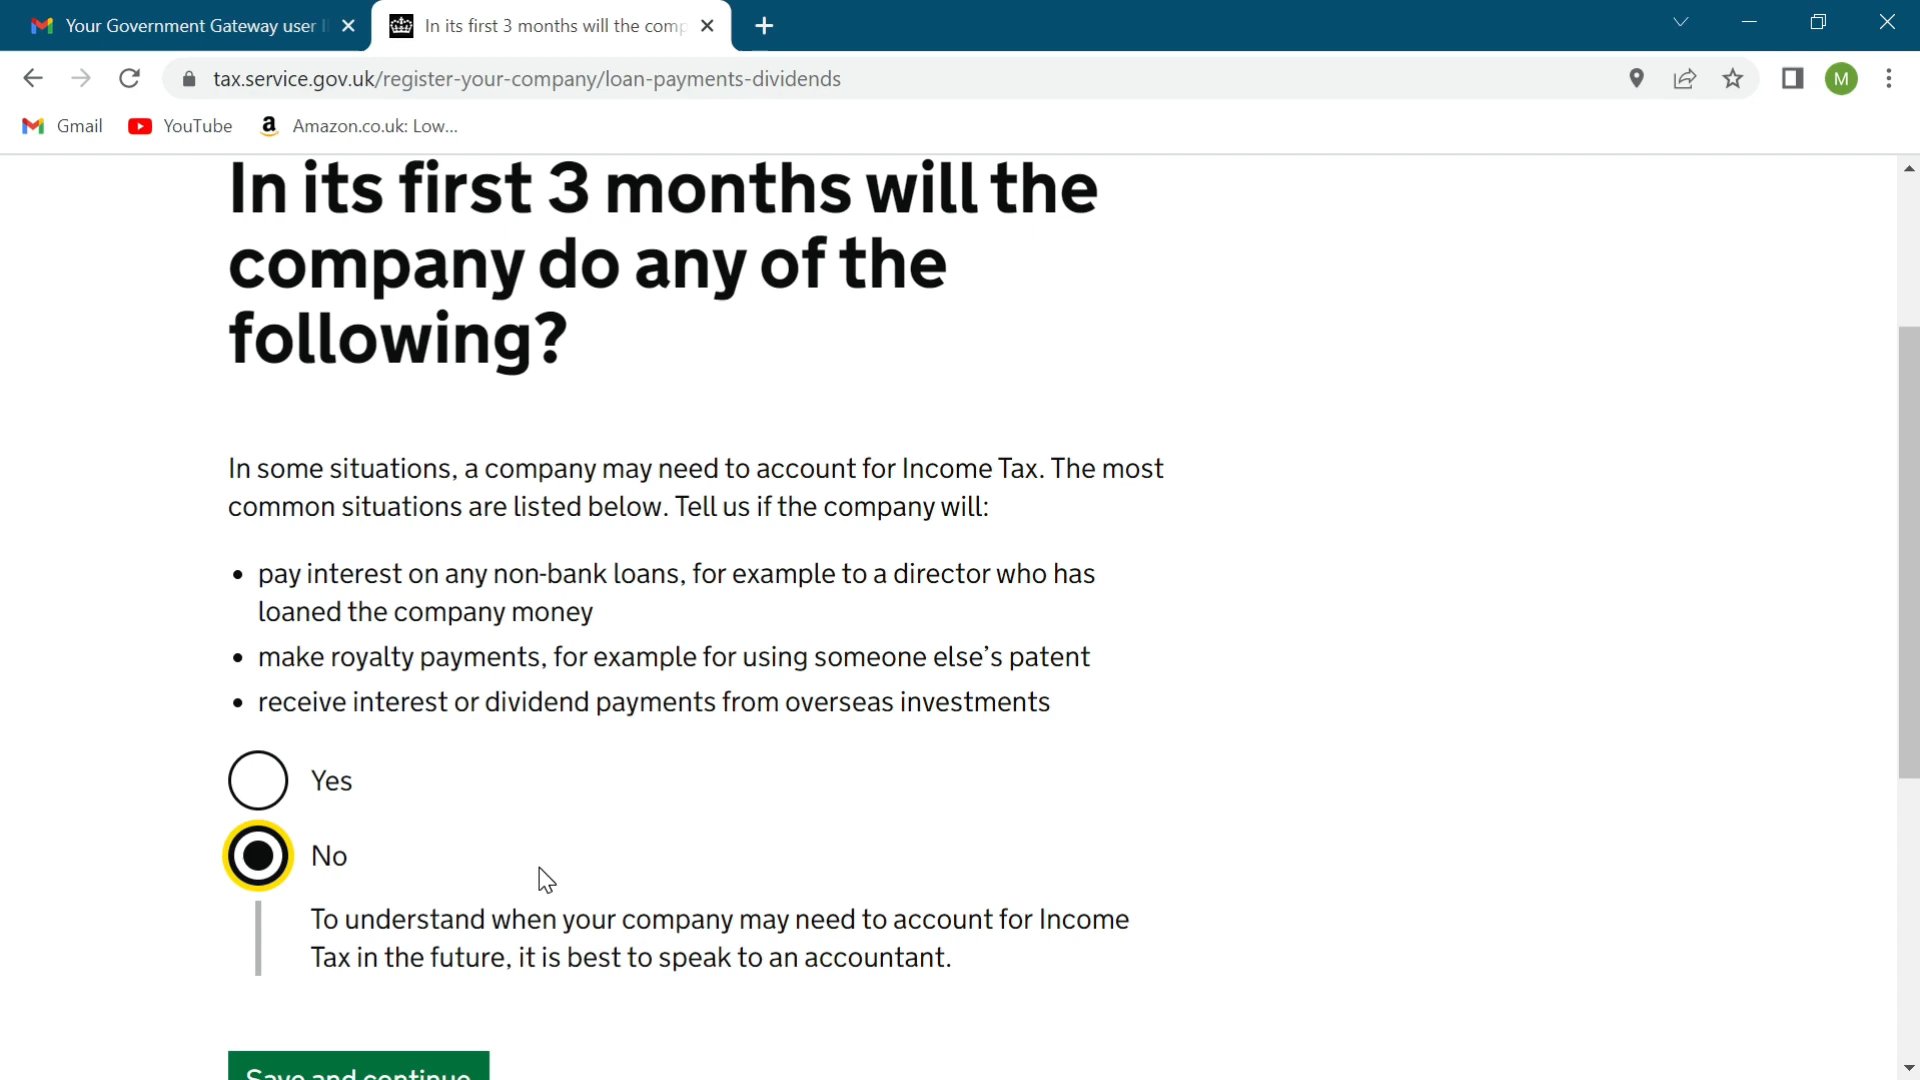 Your Government Gateway user I
In its first 3 months will the comp
tax.service.gov.uk/register-your-company/loan-payments-dividends
M
Gmail
YouTube
Amazon.co.uk: Low...
In its first 3 months will the
company do any of the
following?
In some situations, a company may need to account for Income Tax. The most
common situations are listed below. Tell us if the company will:
• pay interest on any non-bank loans, for example to a director who has
loaned the company money
• make royalty payments, for example for using someone else’s patent
• receive interest or dividend payments from overseas investments
Yes
No
To understand when your company may need to account for Income
Tax in the future, it is best to speak to an accountant.
Save and continue